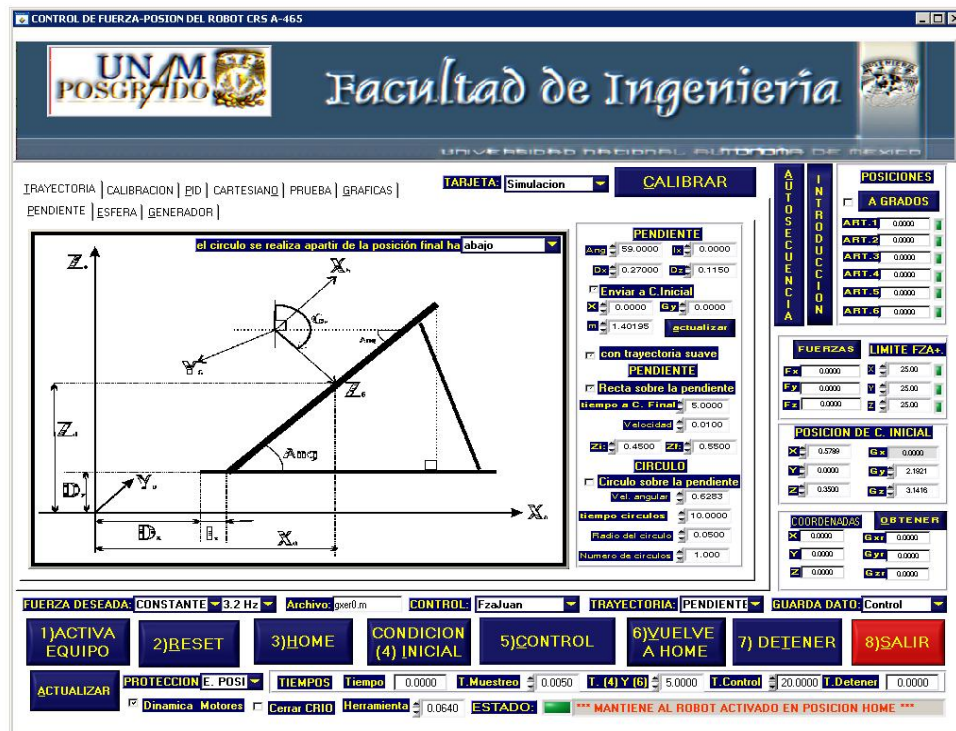 CONTROL DE FUERZA-POSION DEL ROBOT CRS A-465
UNAM
POSGRADO
Facultad de Ingeniería
UNIVERSIDAD NACIONAL AUTONOMA DE MEXICO
TRAYECTORIA CALIBRACION PID CARTESIANO PRUEBA GRAFICAS
PENDIENTE ESFERA GENERADOR
TARJETA: Simulacion
CALIBRAR
AUTOSECUENCIA
INTRODUCCION
POSICIONES
A GRADOS
ART.1 0.0000
ART.2 0.0000
ART.3 0.0000
ART.4 0.0000
ART.5 0.0000
ART.6 0.0000
el circulo se realiza apartir de la posición final ha abajo
Ang
Ang
PENDIENTE
Ang 59.0000 Ix 0.0000
Dx 0.27000 Dz 0.1150
Enviar a C.Inicial
X 0.0000 Gy 0.0000
m 1.40195 actualizar
con trayectoria suave
PENDIENTE
Recta sobre la pendiente
tiempo a C. Final 5.0000
Velocidad 0.0100
Zi: 0.4500 Zf: 0.5500
CIRCULO
Circulo sobre la pendiente
Vel. angular 0.6283
tiempo circulos 10.0000
Radio del circulo 0.0500
Numero de circulos 1.000
FUERZAS LIMITE FZA+.
Fx 0.0000 X 25.00
Fy 0.0000 Y 25.00
Fz 0.0000 Z 25.00
POSICION DE C. INICIAL
X 0.5789 Gx 0.0000
Y 0.0000 Gy 2.1921
Z 0.3500 Gz 3.1416
COORDENADAS OBTENER
X 0.0000 Gxr 0.0000
Y 0.0000 Gyr 0.0000
Z 0.0000 Gzr 0.0000
FUERZA DESEADA: CONSTANTE 3.2 Hz Archivo: gxer0.m CONTROL: FzaJuan TRAYECTORIA: PENDIENTE GUARDA DATO: Control
1)ACTIVA EQUIPO
2)RESET
3)HOME
CONDICION (4) INICIAL
5)CONTROL
6)VUELVE A HOME
7) DETENER
8)SALIR
ACTUALIZAR
PROTECCION E. POSI TIEMPOS Tiempo 0.0000 T.Muestreo 0.0050 T. (4) Y (6) 5.0000 T.Control 20.0000 T.Detener 0.0000
Dinamica Motores Cerrar CRIO Herramienta 0.0640 ESTADO: *** MANTIENE AL ROBOT ACTIVADO EN POSICION HOME ***